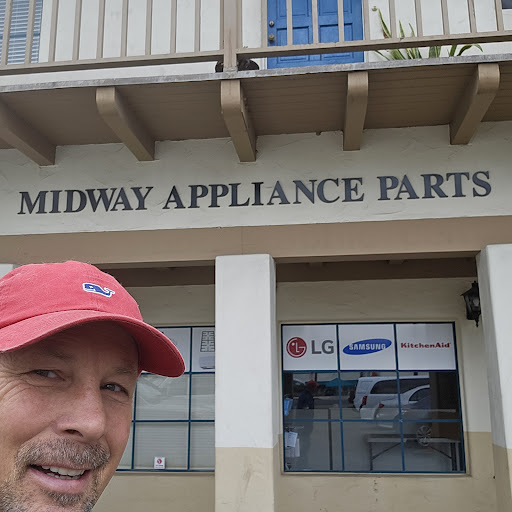 MIDWAY APPLIANCE PARTS
LG SAMSUNG KitchenAid